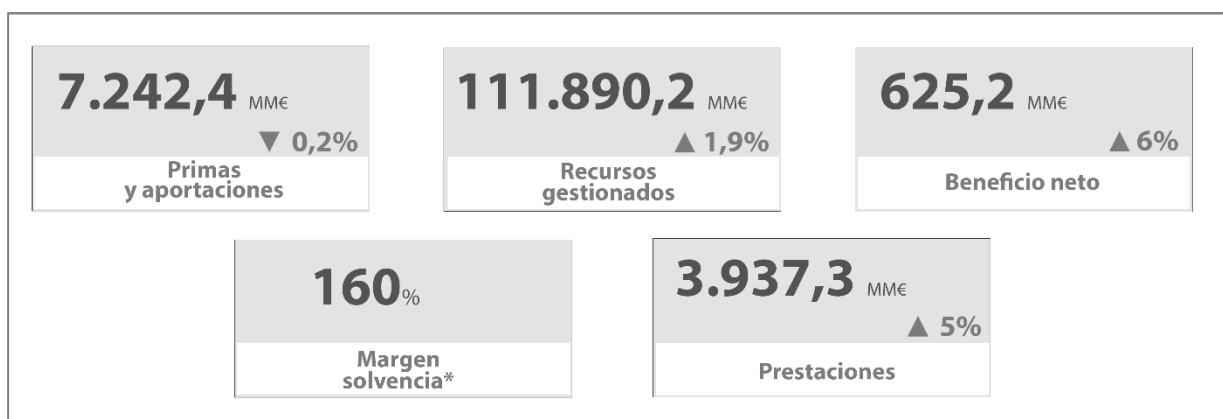 7.242,4 MM€
▼ 0,2%
Primas
y aportaciones
111.890,2 MM€
▲ 1,9%
Recursos
gestionados
625,2 MM€
▲ 6%
Beneficio neto
160%
Margen
solvencia*
3.937,3 MM€
▲ 5%
Prestaciones